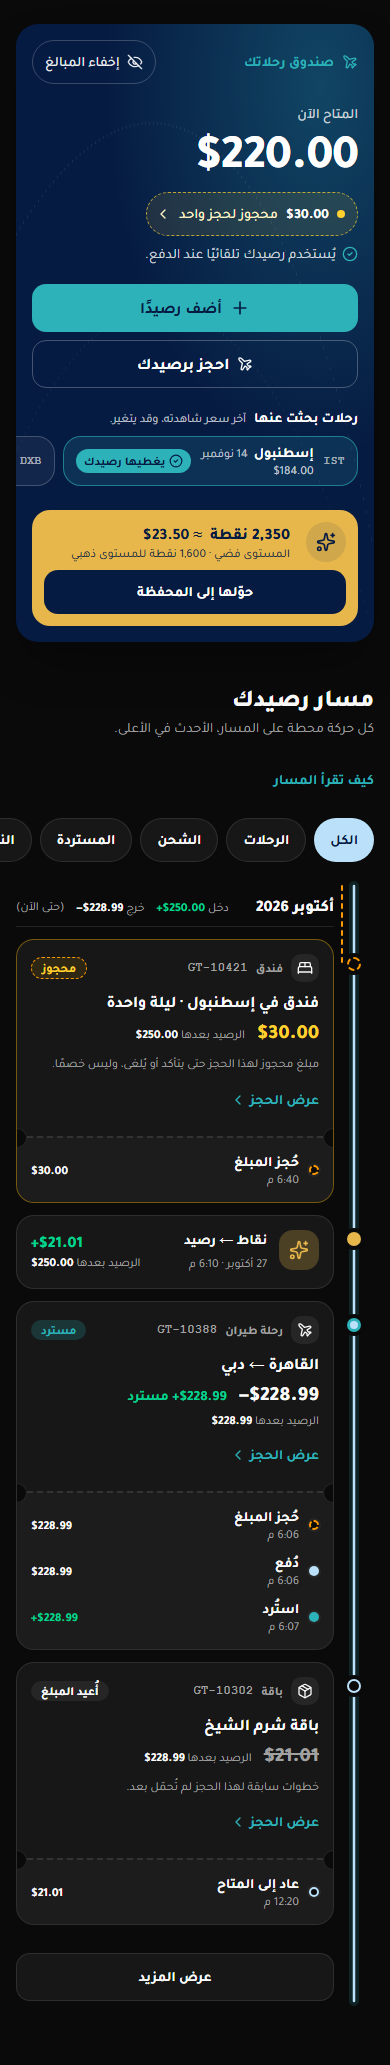 صندوق رحلاتك
إخفاء المبالغ
المتاح الآن
$220.00
$30.00 محجوز لحجز واحد
يُستخدم رصيدك تلقائيًا عند الدفع.
أضف رصيدًا
احجز برصيدك
رحلات بحثت عنها آخر سعر شاهدته، وقد يتغير.
IST إسطنبول 14 نوفمبر $184.00 يغطيها رصيدك
DXB
2,350 نقطة ≈ $23.50
المستوى فضي · 1,600 نقطة للمستوى ذهبي
حوّلها إلى المحفظة
مسار رصيدك
كل حركة محطة على المسار، الأحدث في الأعلى.
كيف تقرأ المسار
الكل
الرحلات
الشحن
المستردة
أكتوبر 2026 دخل +$250.00 خرج −$228.99 (حتى الآن)
فندق GT-10421 محجوز
فندق في إسطنبول · ليلة واحدة
$30.00 الرصيد بعدها $250.00
مبلغ محجوز لهذا الحجز حتى يتأكد أو يُلغى، وليس خصمًا.
عرض الحجز
حُجز المبلغ $30.00
6:40 م
نقاط ← رصيد +$21.01
27 أكتوبر · 6:10 م الرصيد بعدها $250.00
رحلة طيران GT-10388 مسترد
القاهرة ← دبي
−$228.99 +$228.99 مسترد
الرصيد بعدها $228.99
عرض الحجز
حُجز المبلغ $228.99
6:06 م
دُفع $228.99
6:06 م
استُرد +$228.99
6:07 م
باقة GT-10302 أُعيد المبلغ
باقة شرم الشيخ
$21.01 الرصيد بعدها $228.99
خطوات سابقة لهذا الحجز لم تُحمّل بعد.
عرض الحجز
عاد إلى المتاح $21.01
12:20 م
عرض المزيد